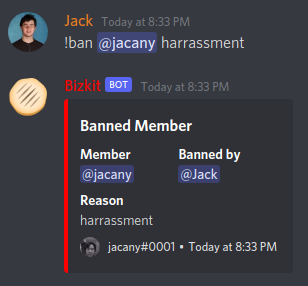 Jack Today at 8:33 PM
!ban @jacany harrassment
Bizkit BOT Today at 8:33 PM
Banned Member
Member Banned by
@jacany @Jack
Reason
harrassment
jacany#0001 • Today at 8:33 PM